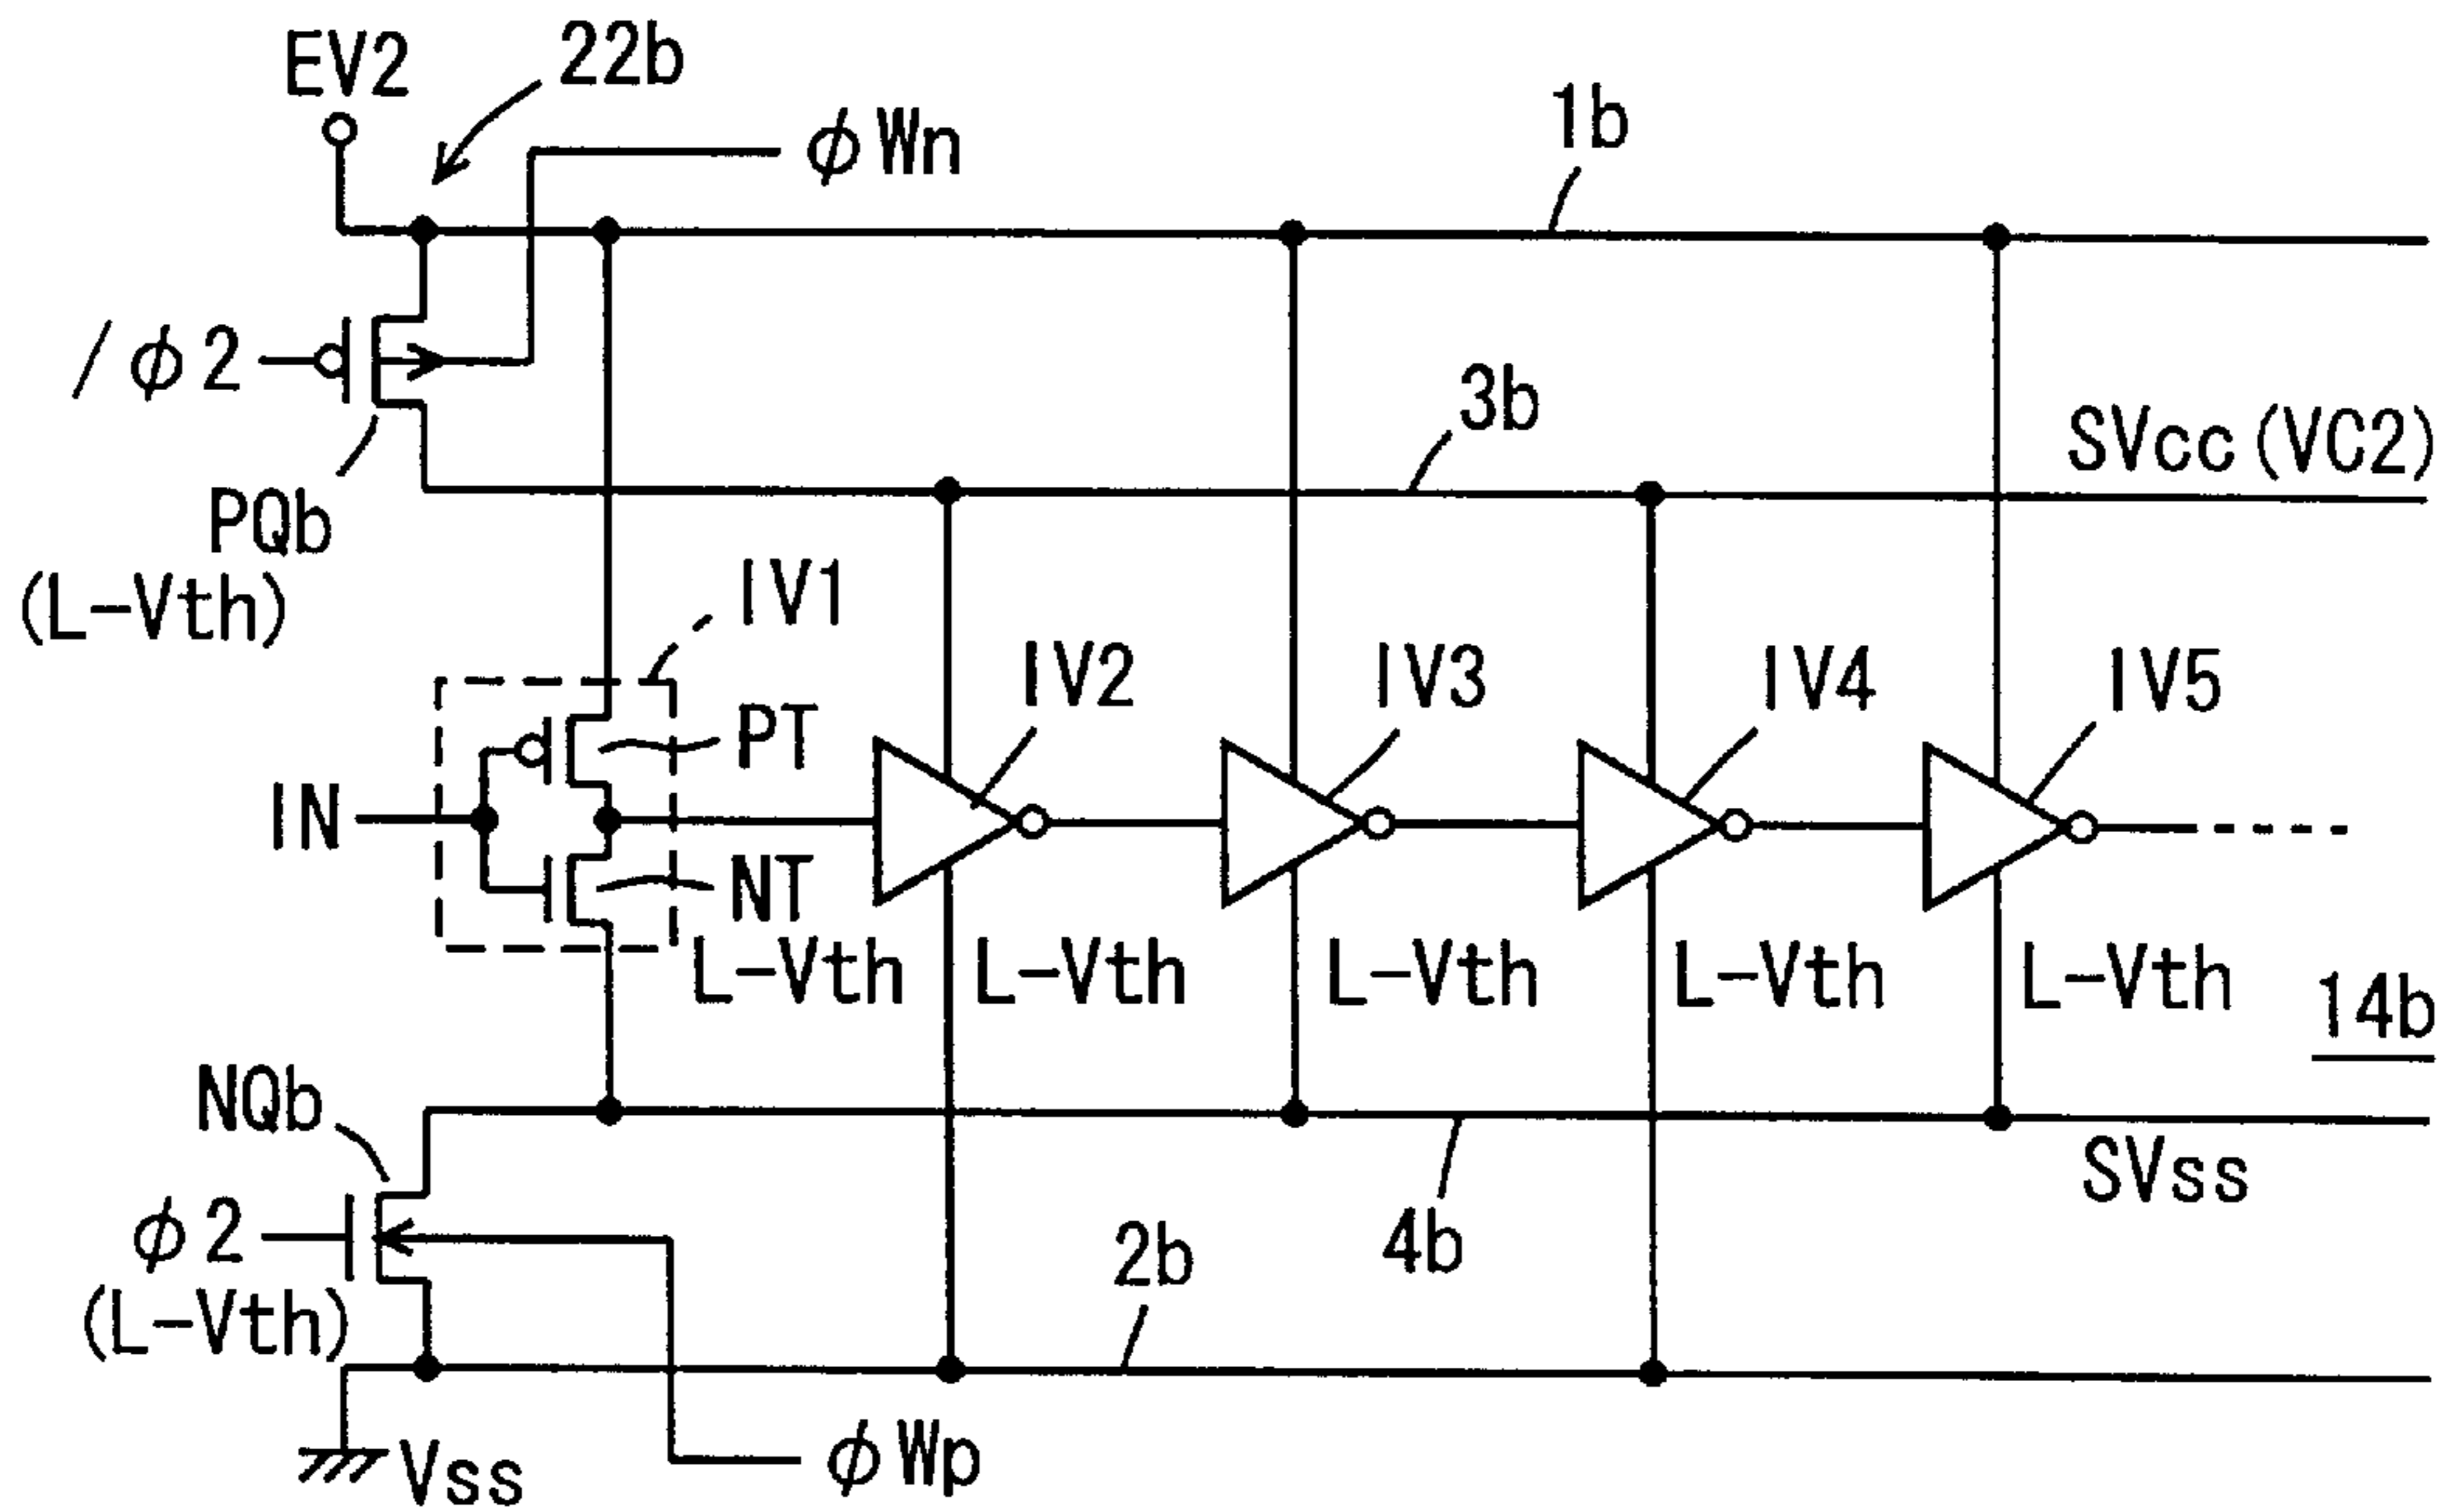 EV2
22b
φWn
1b
/φ2
3b
SVcc (VC2)
PQb
(L-Vth)
IV1
IV2
IV3
IV4
IV5
PT
IN
NT
L-Vth
L-Vth
L-Vth
L-Vth
L-Vth
14b
NQb
SVss
φ2
(L-Vth)
2b
4b
φWp
Vss